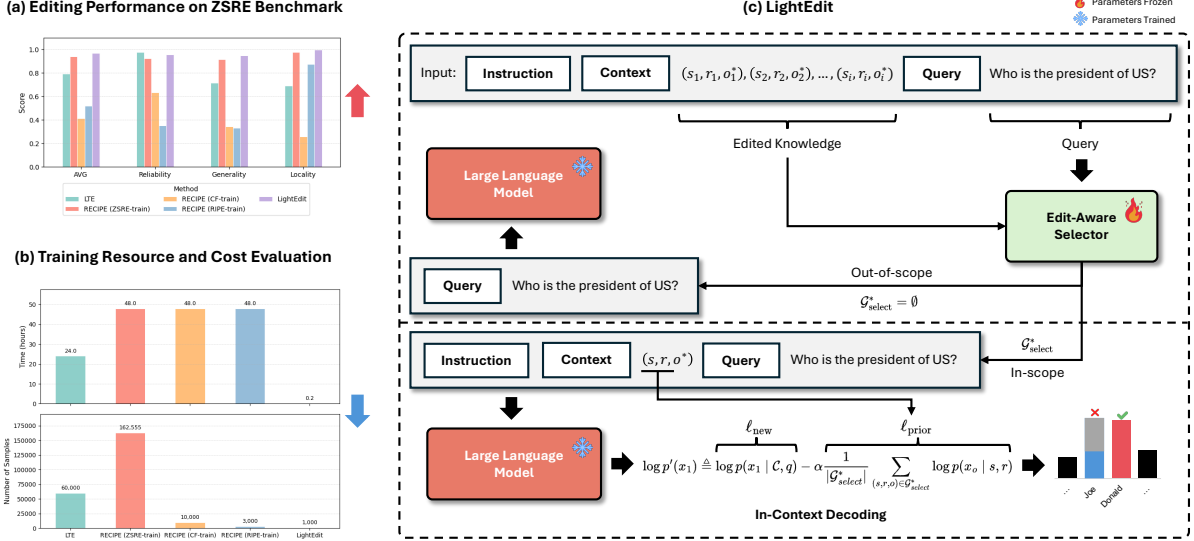 (a) Editing Performance on ZSRE Benchmark
1.0
0.8
0.6
0.4
0.2
0.0
Score
AVG
Reliability
Generality
Locality
Method
LTE
RECIPE (CF-train)
LightEdit
RECIPE (ZSRE-train)
RECIPE (RIPE-train)
(b) Training Resource and Cost Evaluation
50
40
30
20
10
0
Time (hours)
24.0
48.0
48.0
48.0
0.2
175000
150000
125000
100000
75000
50000
25000
0
Number of Samples
60,000
162,555
10,000
3,000
1,000
LTE
RECIPE (ZSRE-train)
RECIPE (CF-train)
RECIPE (RIPE-train)
LightEdit
(c) LightEdit
Parameters Frozen
Parameters Trained
Input: Instruction Context (s₁, r₁, o₁*), (s₂, r₂, o₂*), ..., (sᵢ, rᵢ, oᵢ*) Query Who is the president of US?
Edited Knowledge
Query
Large Language
Model
Edit-Aware
Selector
Out-of-scope
𝒢*select = ∅
Query Who is the president of US?
𝒢*select
In-scope
Instruction Context (s, r, o*) Query Who is the president of US?
ℓnew
ℓprior
Large Language
Model
log p′(x₁) ≜ log p(x₁ | 𝒞, q) − α 1/|𝒢*select| ∑(s,r,o)∈𝒢*select log p(xₒ | s, r)
...
Joe
Donald
...
In-Context Decoding